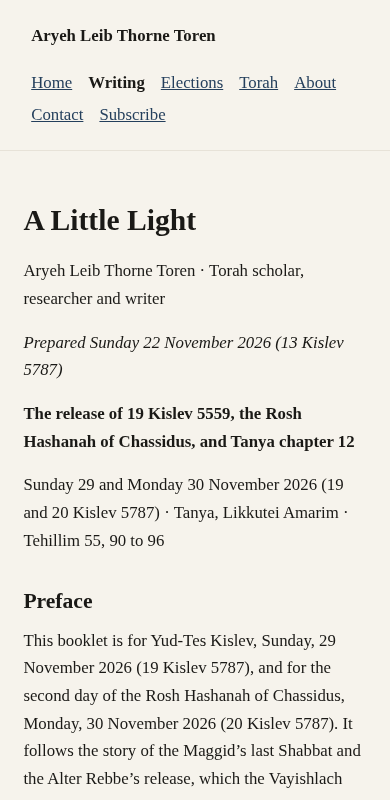 Aryeh Leib Thorne Toren
Home Writing Elections Torah About
Contact Subscribe
A Little Light
Aryeh Leib Thorne Toren · Torah scholar,
researcher and writer
Prepared Sunday 22 November 2026 (13 Kislev
5787)
The release of 19 Kislev 5559, the Rosh
Hashanah of Chassidus, and Tanya chapter 12
Sunday 29 and Monday 30 November 2026 (19
and 20 Kislev 5787) · Tanya, Likkutei Amarim ·
Tehillim 55, 90 to 96
Preface
This booklet is for Yud-Tes Kislev, Sunday, 29
November 2026 (19 Kislev 5787), and for the
second day of the Rosh Hashanah of Chassidus,
Monday, 30 November 2026 (20 Kislev 5787). It
follows the story of the Maggid’s last Shabbat and
the Alter Rebbe’s release, which the Vayishlach